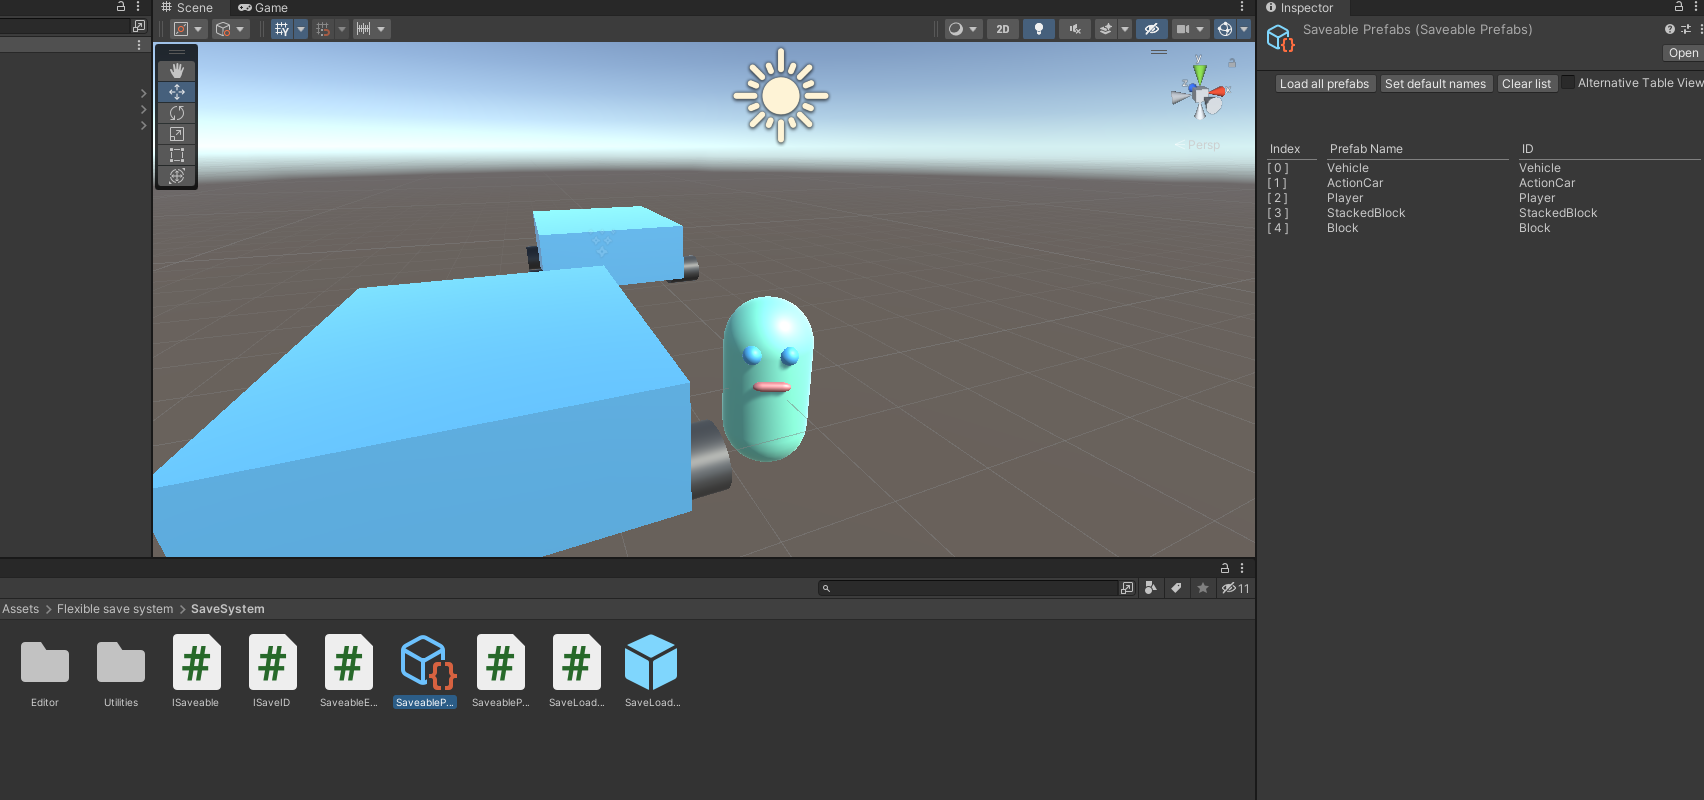 Scene Game
Inspector
2D
Saveable Prefabs (Saveable Prefabs)
Open
Load all prefabs Set default names Clear list Alternative Table View
y
x
z
Persp
Index Prefab Name ID
[ 0 ] Vehicle Vehicle
[ 1 ] ActionCar ActionCar
[ 2 ] Player Player
[ 3 ] StackedBlock StackedBlock
[ 4 ] Block Block
11
Assets > Flexible save system > SaveSystem
Editor Utilities ISaveable ISaveID SaveableE... SaveableP... SaveableP... SaveLoad... SaveLoad...